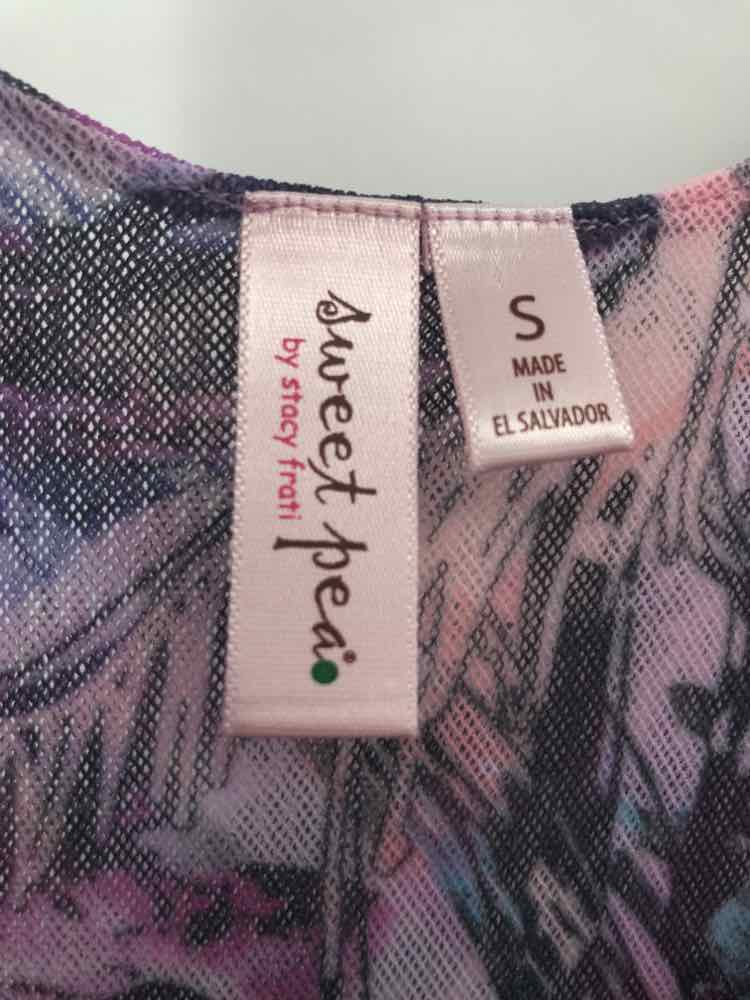 sweet pea
by stacy frati
S
MADE
IN
EL SALVADOR